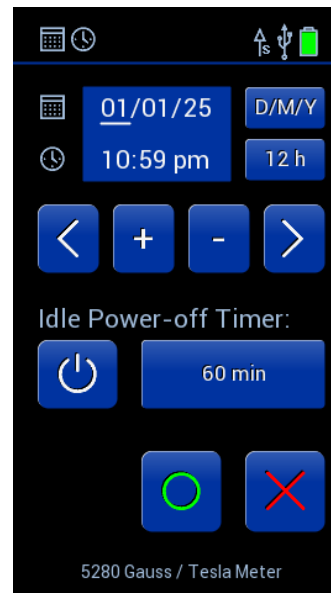 s
01/01/25 D/M/Y
10:59 pm 12 h
+ -
Idle Power-off Timer:
60 min
5280 Gauss / Tesla Meter